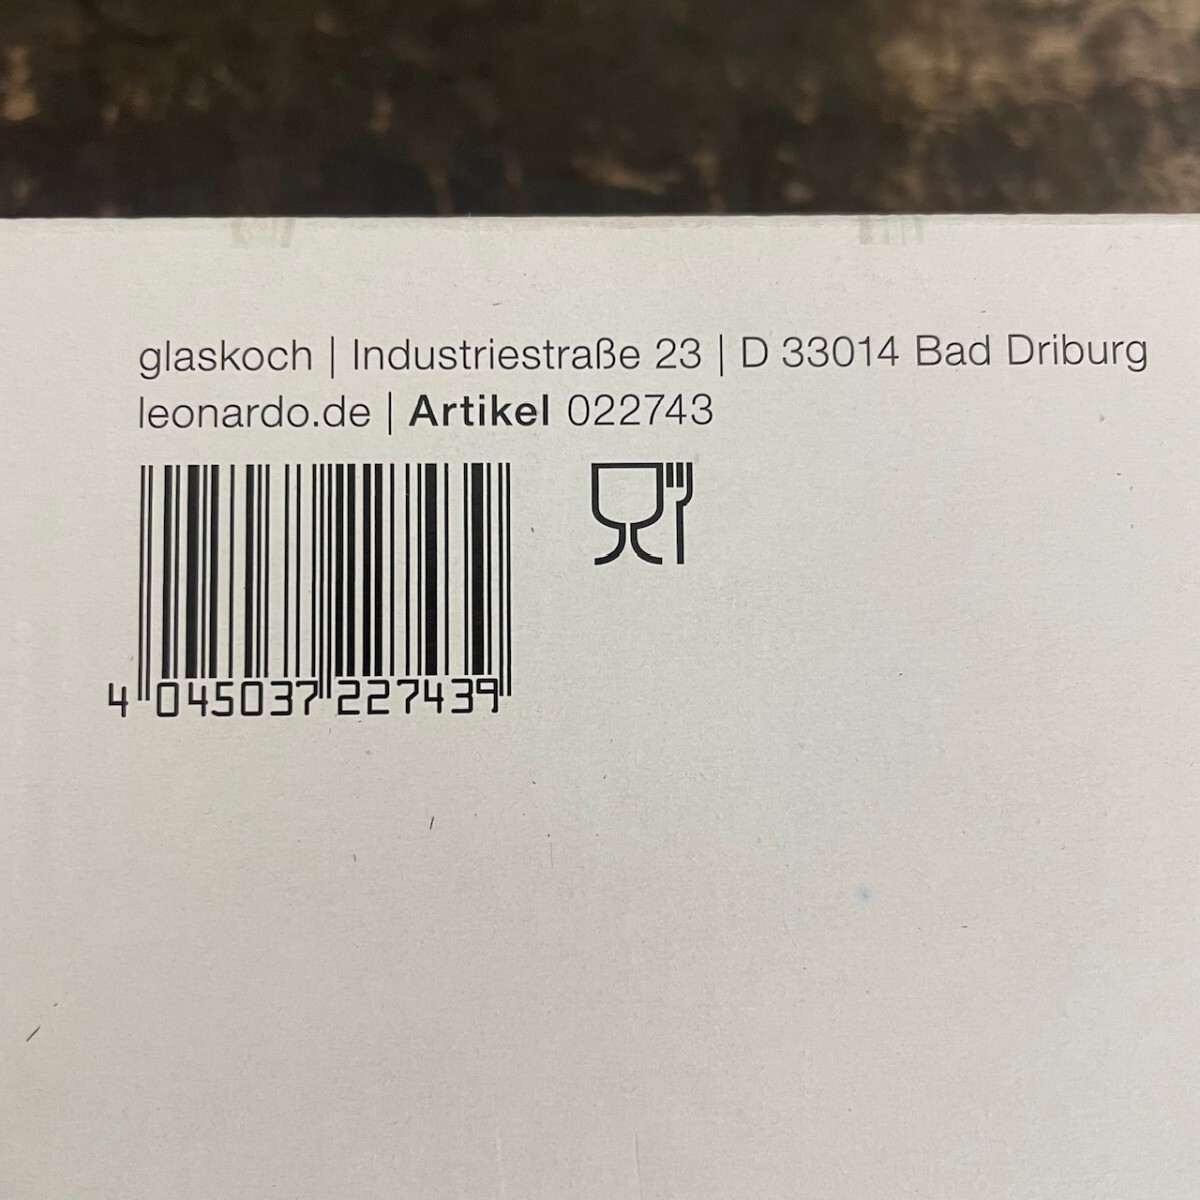 glaskoch | Industriestraße 23 | D 33014 Bad Driburg
leonardo.de | Artikel 022743
4 045037 227439